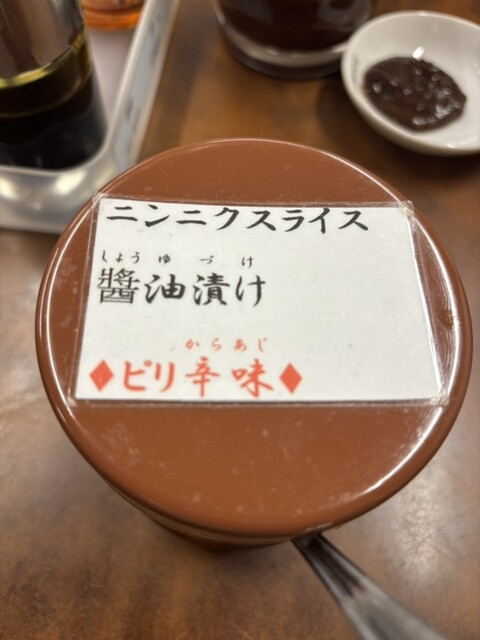 ニンニクスライス
しょう ゆ づ け
醬油漬け
からあじ
♦ピリ辛味♦